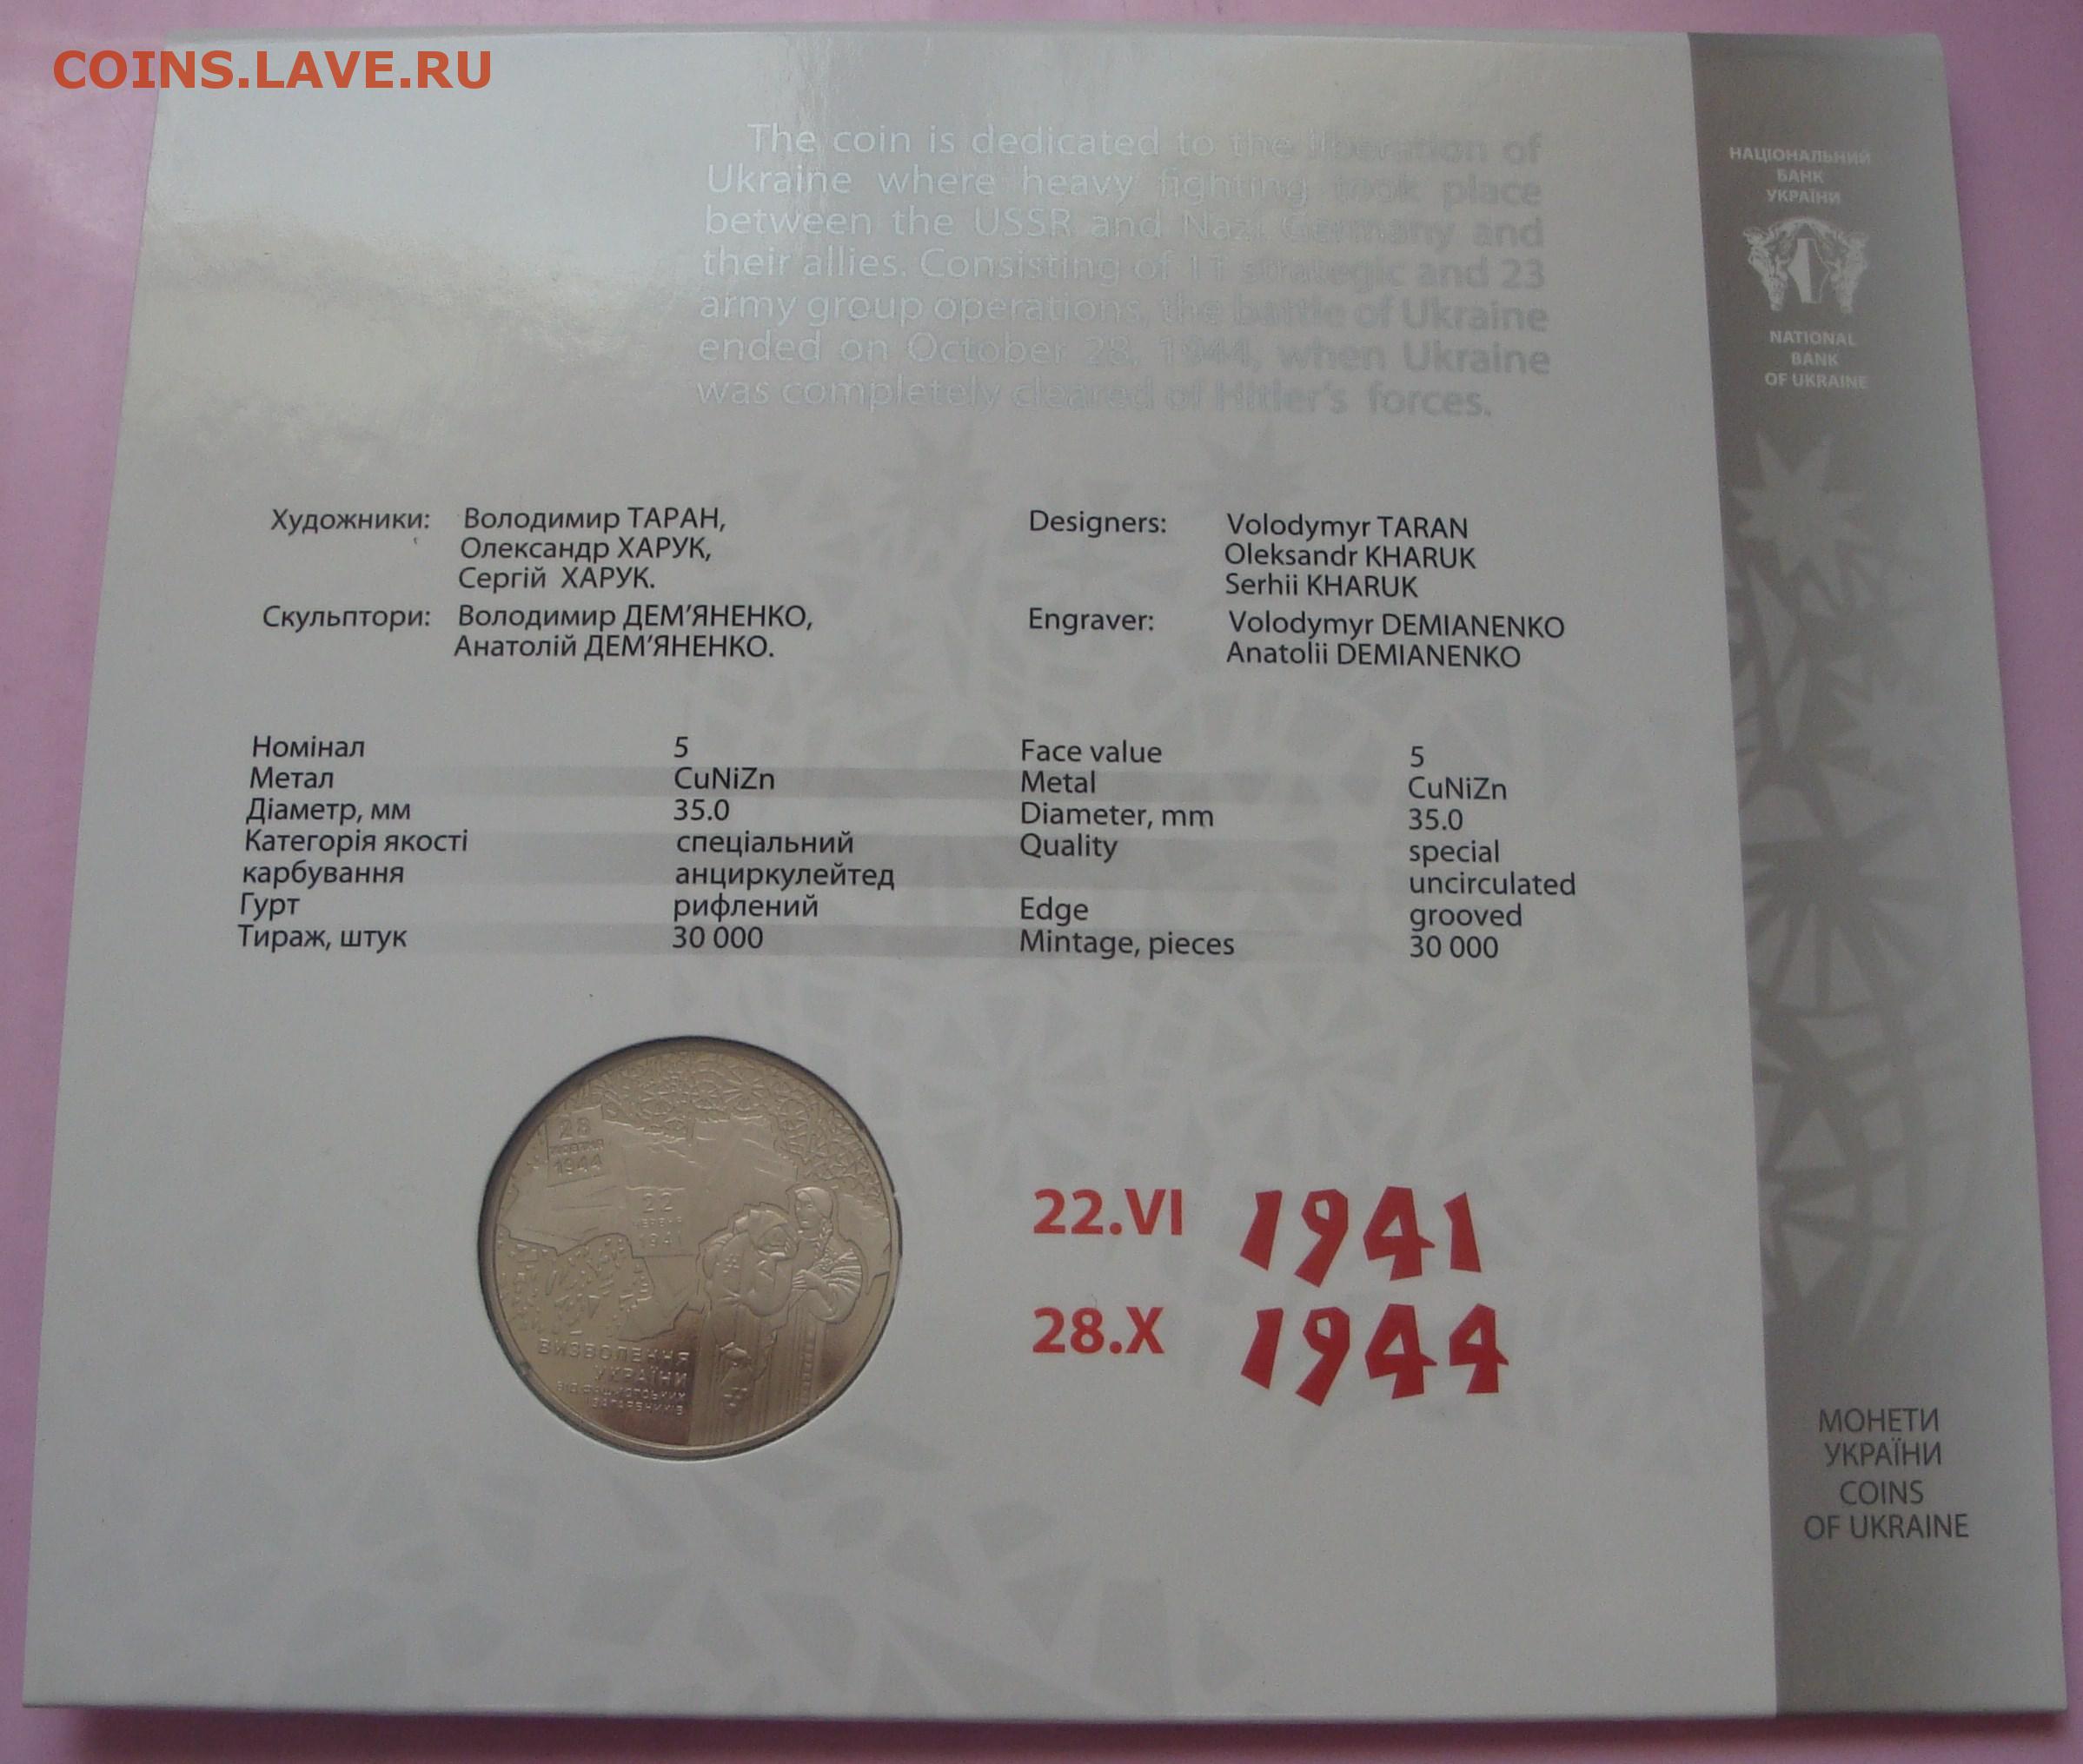 COINS.LAVE.RU
The coin is dedicated to the liberation of
Ukraine where heavy fighting took place
between the USSR and Nazi Germany and
their allies. Consisting of 11 strategic and 23
army group operations, the battle of Ukraine
ended on October 28, 1944, when Ukraine
was completely cleared of Hitler's forces.
НАЦІОНАЛЬНИЙ
БАНК
УКРАЇНИ
NATIONAL
BANK
OF UKRAINE
Художники: Володимир ТАРАН,
Олександр ХАРУК,
Сергій ХАРУК.
Скульптори: Володимир ДЕМ'ЯНЕНКО,
Анатолій ДЕМ'ЯНЕНКО.
Designers: Volodymyr TARAN
Oleksandr KHARUK
Serhii KHARUK
Engraver: Volodymyr DEMIANENKO
Anatolii DEMIANENKO
Номінал 5
Метал CuNiZn
Діаметр, мм 35.0
Категорія якості спеціальний
карбування анциркулейтед
Гурт рифлений
Тираж, штук 30 000
Face value 5
Metal CuNiZn
Diameter, mm 35.0
Quality special
uncirculated
Edge grooved
Mintage, pieces 30 000
28
ЖОВТНЯ
1944
22
ЧЕРВНЯ
1941
ВИЗВОЛЕННЯ
УКРАЇНИ
ВІД ФАШИСТСЬКИХ
ЗАГАРБНИКІВ
22.VI 1941
28.X 1944
МОНЕТИ
УКРАЇНИ
COINS
OF UKRAINE